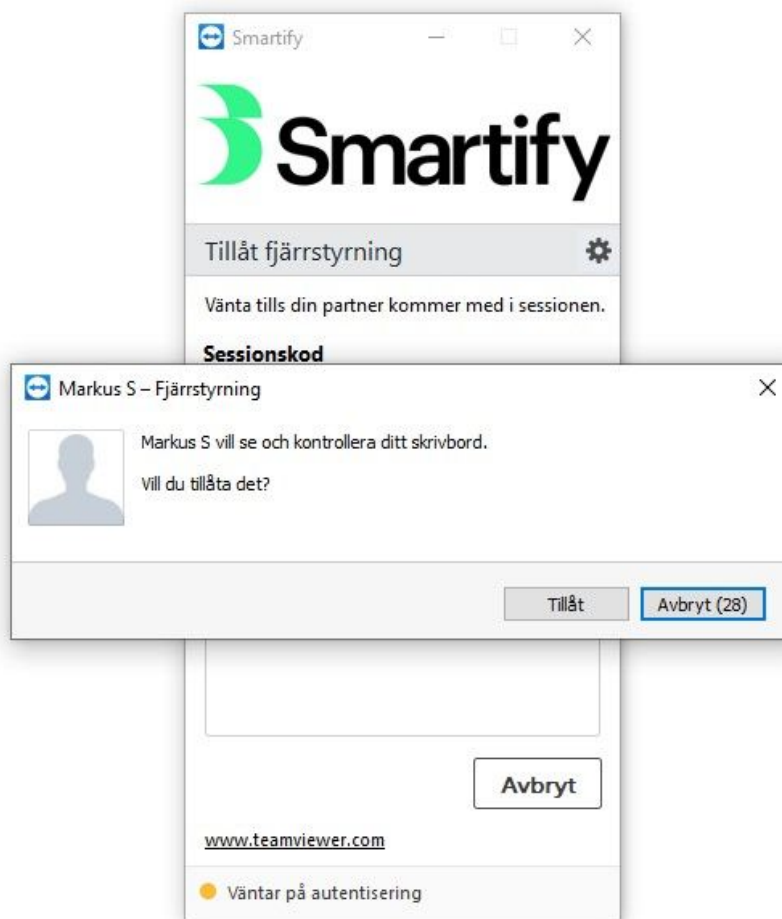 Smartify
Smartify
Tillåt fjärrstyrning
Vänta tills din partner kommer med i sessionen.
Sessionskod
Markus S – Fjärrstyrning
Markus S vill se och kontrollera ditt skrivbord.
Vill du tillåta det?
Tillåt
Avbryt (28)
Avbryt
www.teamviewer.com
Väntar på autentisering